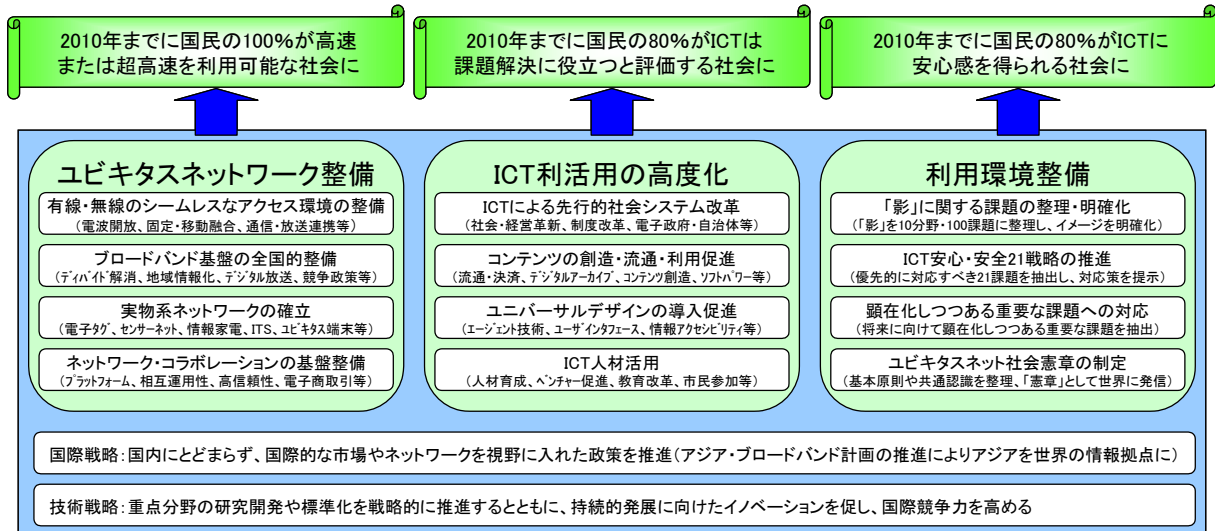 2010年までに国民の100%が高速
または超高速を利用可能な社会に
2010年までに国民の80%がICTは
課題解決に役立つと評価する社会に
2010年までに国民の80%がICTに
安心感を得られる社会に
ユビキタスネットワーク整備
有線・無線のシームレスなアクセス環境の整備
(電波開放、固定・移動融合、通信・放送連携等)
ブロードバンド基盤の全国的整備
(ディバイド解消、地域情報化、デジタル放送、競争政策等)
実物系ネットワークの確立
(電子タグ、センサーネット、情報家電、ITS、ユビキタス端末等)
ネットワーク・コラボレーションの基盤整備
(プラットフォーム、相互運用性、高信頼性、電子商取引等)
ICT利活用の高度化
ICTによる先行的社会システム改革
(社会・経営革新、制度改革、電子政府・自治体等)
コンテンツの創造・流通・利用促進
(流通・決済、デジタルアーカイブ、コンテンツ創造、ソフトパワー等)
ユニバーサルデザインの導入促進
(エージェント技術、ユーザインタフェース、情報アクセシビリティ等)
ICT人材活用
(人材育成、ベンチャー促進、教育改革、市民参加等)
利用環境整備
「影」に関する課題の整理・明確化
(「影」を10分野・100課題に整理し、イメージを明確化)
ICT安心・安全21戦略の推進
(優先的に対応すべき21課題を抽出し、対応策を提示)
顕在化しつつある重要な課題への対応
(将来に向けて顕在化しつつある重要な課題を抽出)
ユビキタスネット社会憲章の制定
(基本原則や共通認識を整理、「憲章」として世界に発信)
国際戦略:国内にとどまらず、国際的な市場やネットワークを視野に入れた政策を推進(アジア・ブロードバンド計画の推進によりアジアを世界の情報拠点に)
技術戦略:重点分野の研究開発や標準化を戦略的に推進するとともに、持続的発展に向けたイノベーションを促し、国際競争力を高める